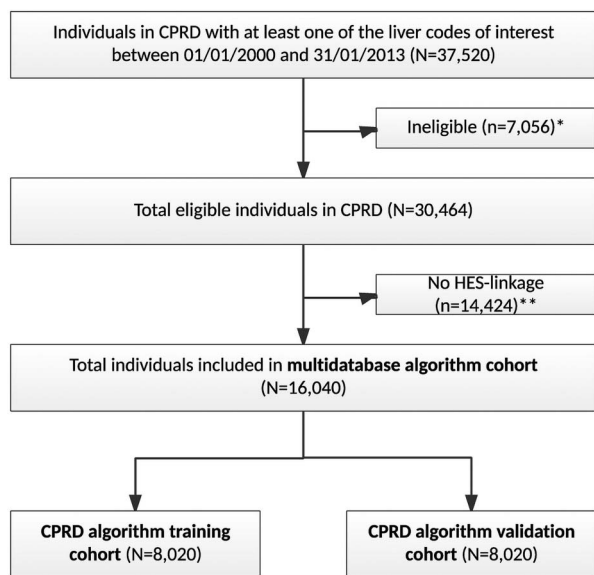 Individuals in CPRD with at least one of the liver codes of interest
between 01/01/2000 and 31/01/2013 (N=37,520)
Ineligible (n=7,056)*
Total eligible individuals in CPRD (N=30,464)
No HES-linkage
(n=14,424)**
Total individuals included in multidatabase algorithm cohort
(N=16,040)
CPRD algorithm training
cohort (N=8,020)
CPRD algorithm validation
cohort (N=8,020)